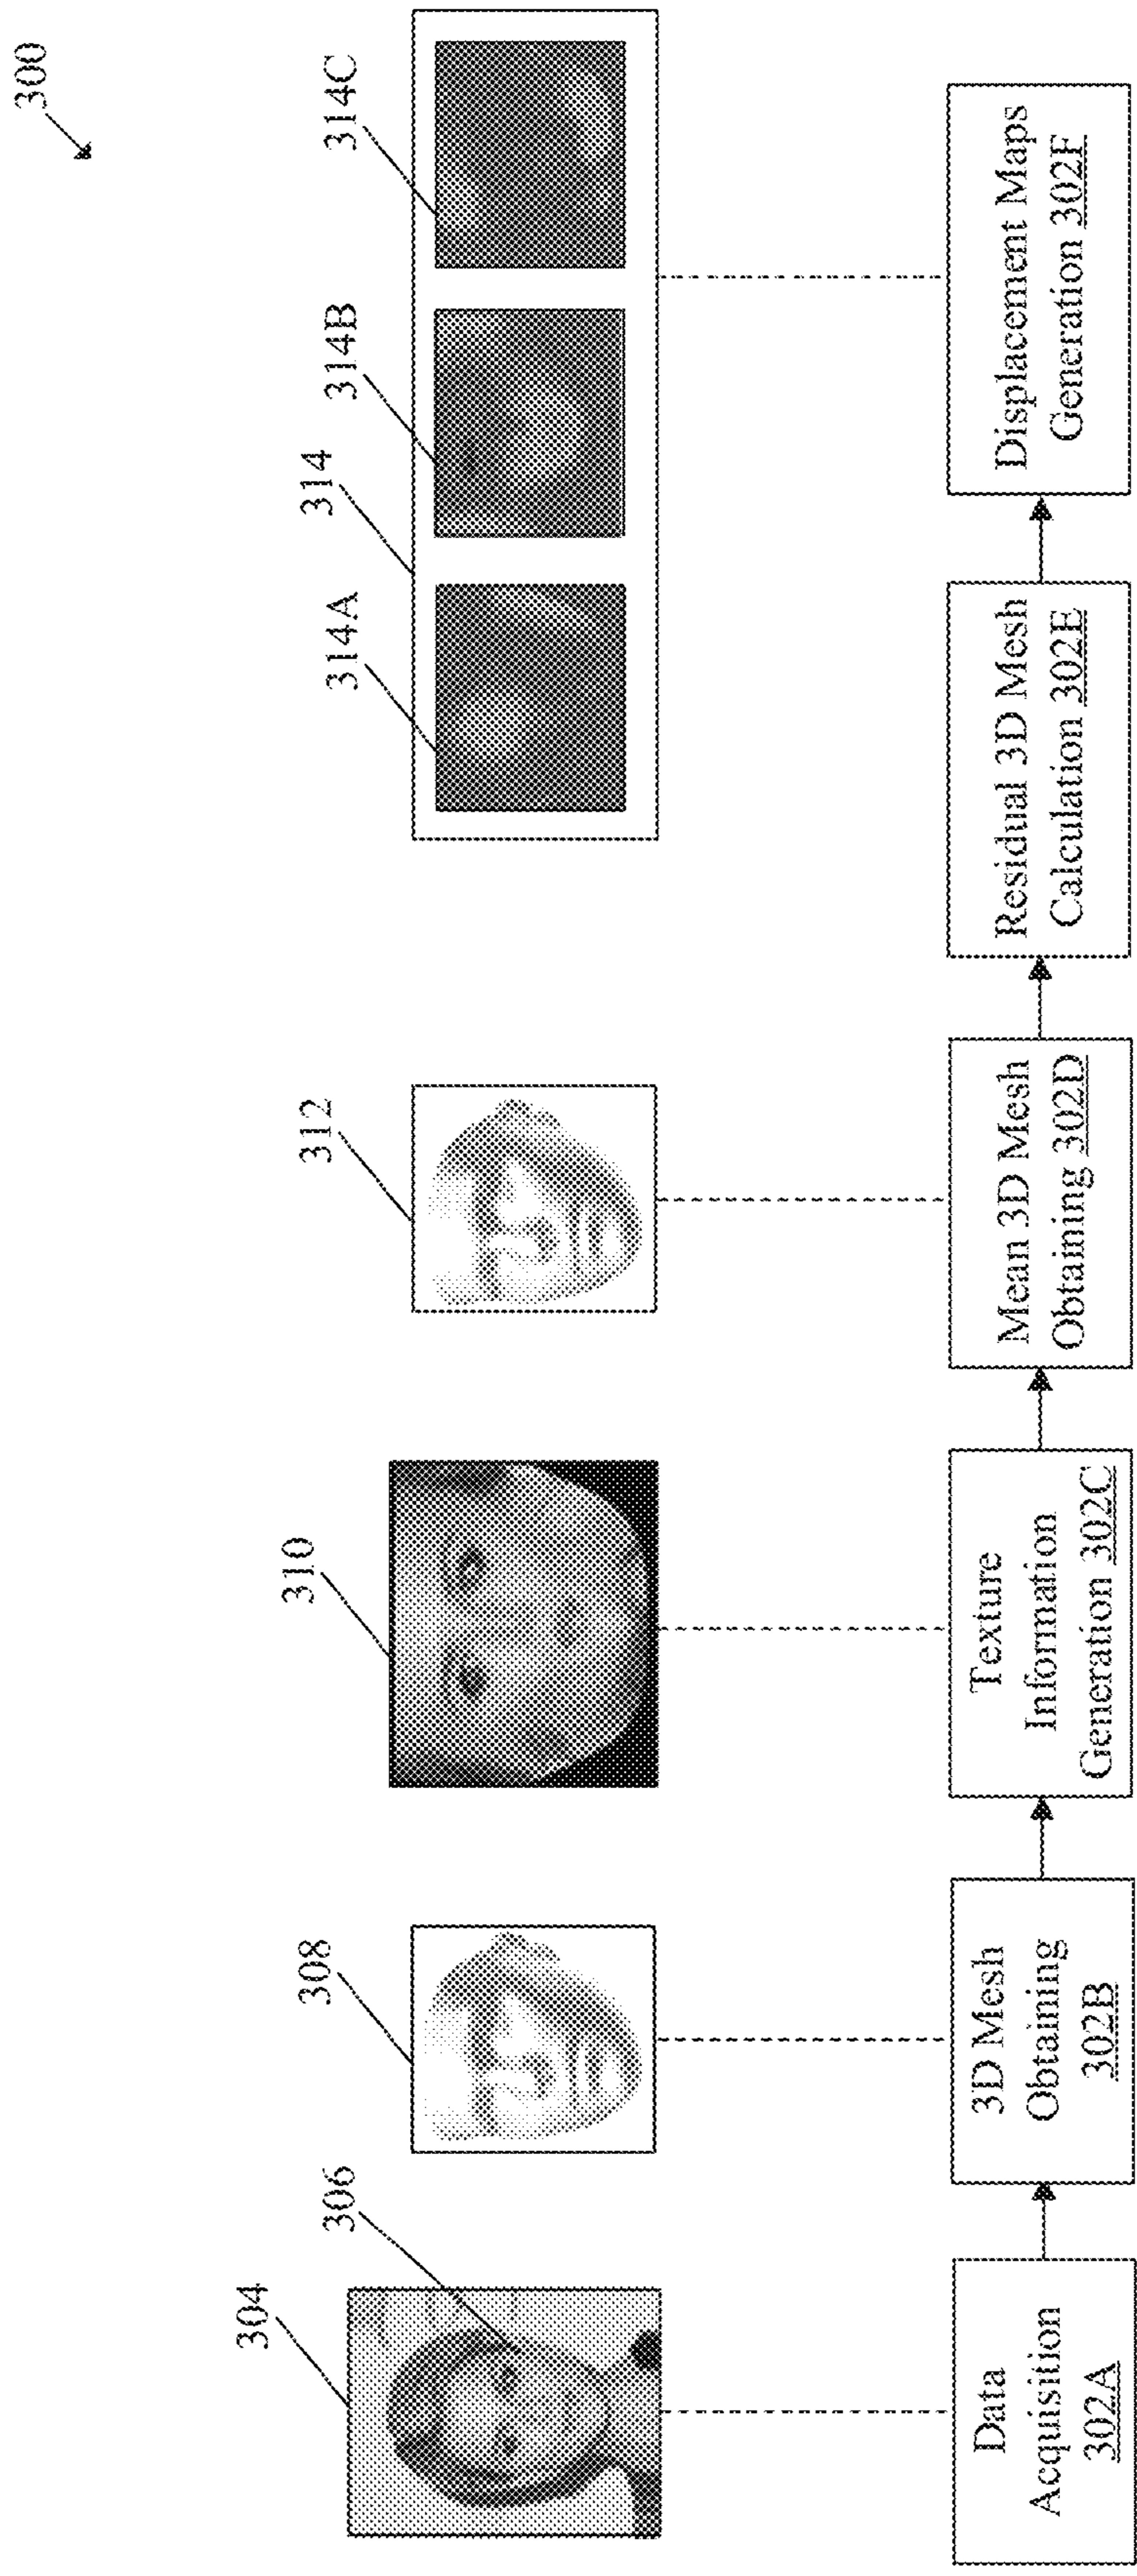 300
304
306
308
310
312
314A
314
314B
314C
Data
Acquisition
302A
3D Mesh
Obtaining
302B
Texture
Information
Generation 302C
Mean 3D Mesh
Obtaining 302D
Residual 3D Mesh
Calculation 302E
Displacement Maps
Generation 302F